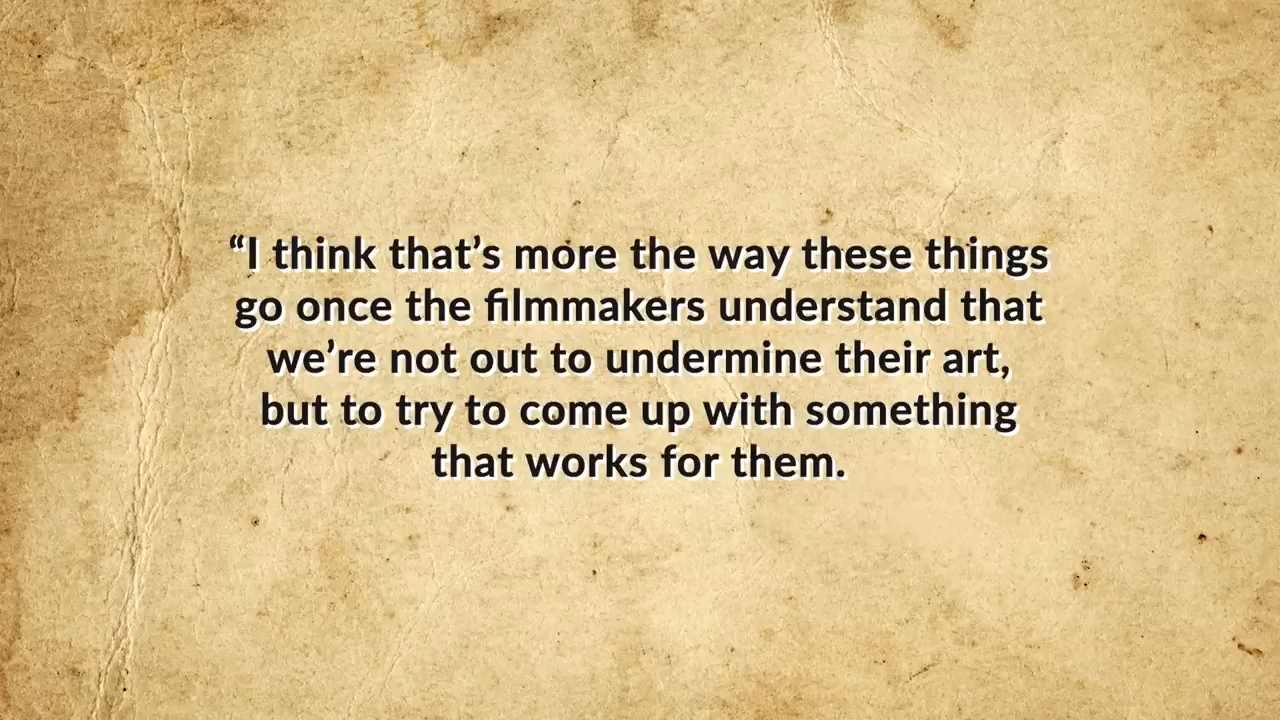 “I think that’s more the way these things
go once the filmmakers understand that
we’re not out to undermine their art,
but to try to come up with something
that works for them.